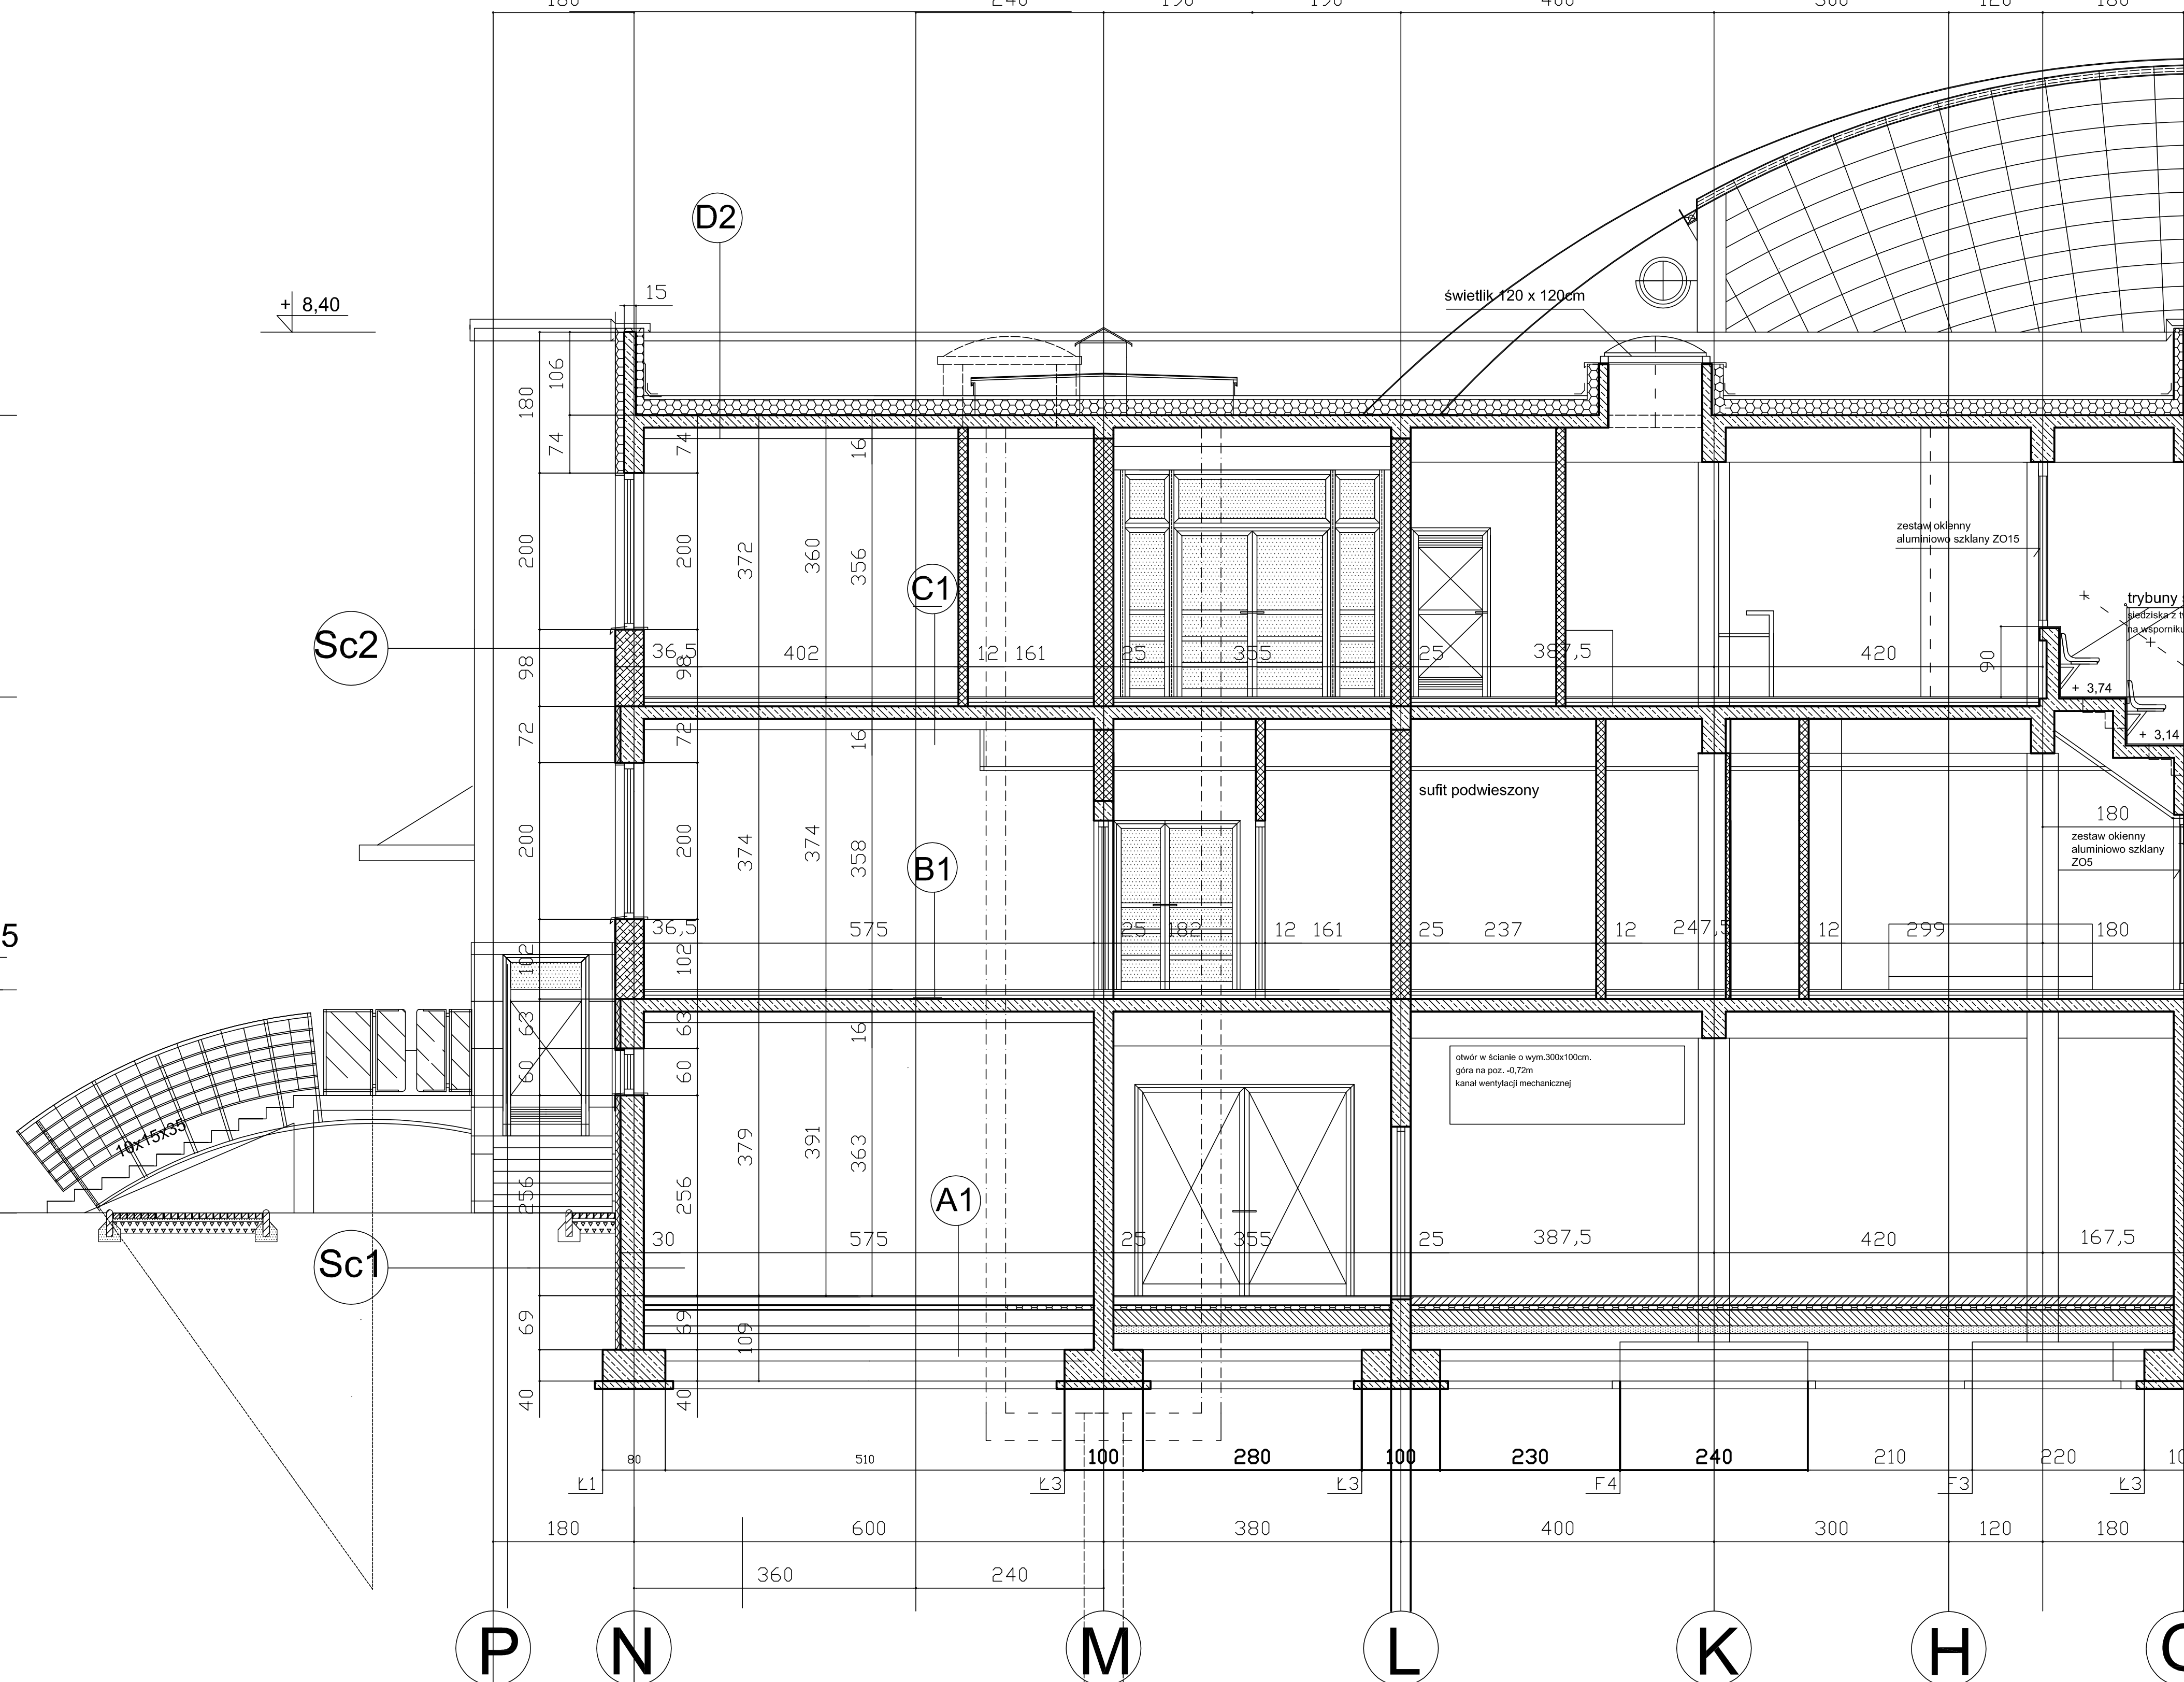 180 240 190 190 400 300 120 180
D2
15
+ 8,40
świetlik 120 x 120cm
106
180
74 74 16
zestaw okienny
aluminiowo szklany ZO15
200 200 372 360 356
C1
trybuny
siedziska z
na wsporniku
Sc2
36,5 402 12 161 25 355 25 387,5 420 90
98 98
+ 3,74
72 72 16
+ 3,14
sufit podwieszony
180
zestaw okienny
aluminiowo szklany
ZO5
200 200 374 374 358
B1
5
36,5 575 25 182 12 161 25 237 12 247,5 12 299 180
102 102
63 63 16
otwór w ścianie o wym.300x100cm.
góra na poz. -0,72m
kanał wentylacji mechanicznej
60 60
10x15x35
379 391 363
256 256
A1
30 575 25 355 25 387,5 420 167,5
Sc1
69 69 109
40 40
80 510 100 280 100 230 240 210 220
Ł1 Ł3 Ł3 F4 F3 Ł3
180 600 380 400 300 120 180
360 240
P N M L K H